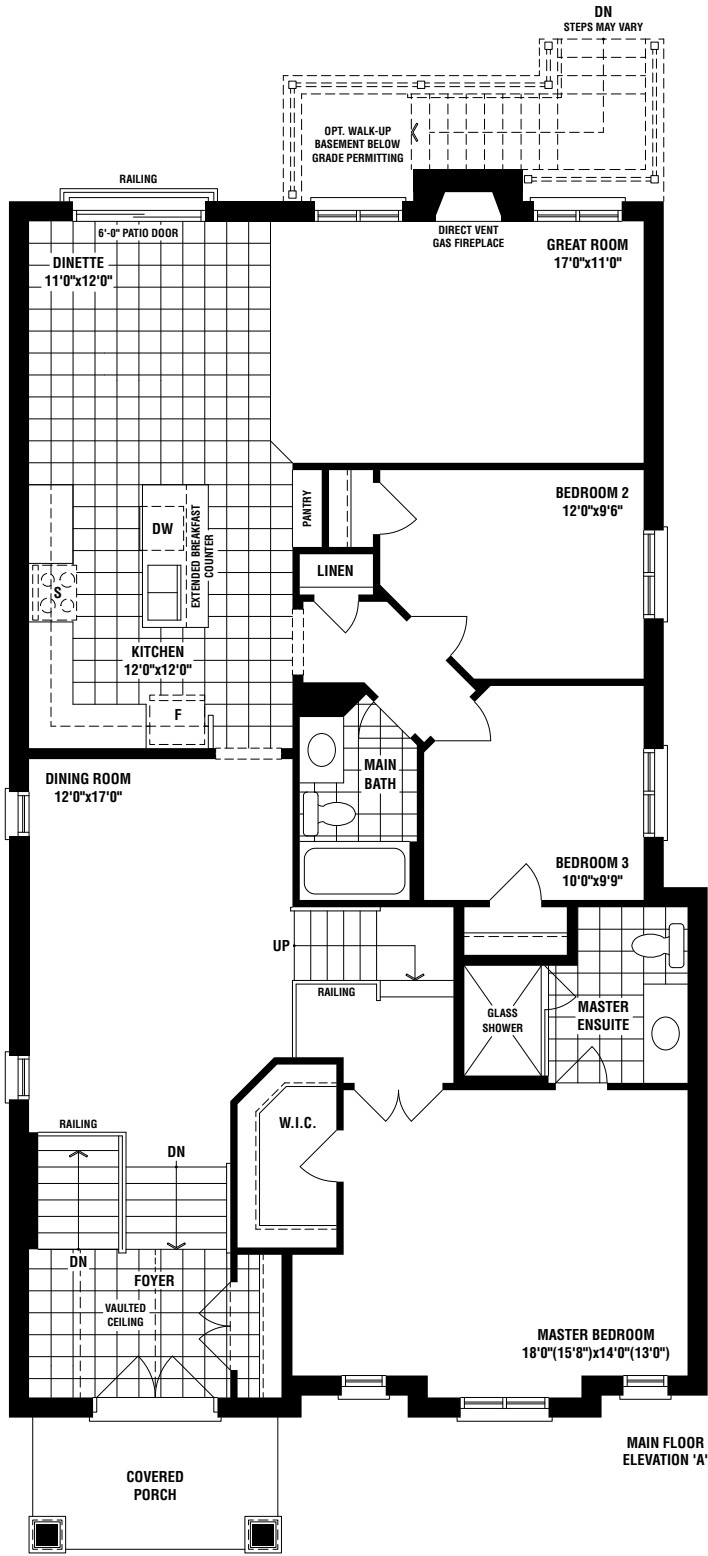 DN
STEPS MAY VARY
OPT. WALK-UP
BASEMENT BELOW
GRADE PERMITTING
RAILING
6'-0" PATIO DOOR
DIRECT VENT
GAS FIREPLACE
DINETTE
11'0"x12'0"
GREAT ROOM
17'0"x11'0"
PANTRY
BEDROOM 2
12'0"x9'6"
DW
EXTENDED BREAKFAST
COUNTER
LINEN
S
KITCHEN
12'0"x12'0"
F
DINING ROOM
12'0"x17'0"
MAIN
BATH
BEDROOM 3
10'0"x9'9"
UP
RAILING
GLASS
SHOWER
MASTER
ENSUITE
W.I.C.
RAILING
DN
DN
FOYER
VAULTED
CEILING
MASTER BEDROOM
18'0"(15'8")x14'0"(13'0")
MAIN FLOOR
ELEVATION 'A'
COVERED
PORCH